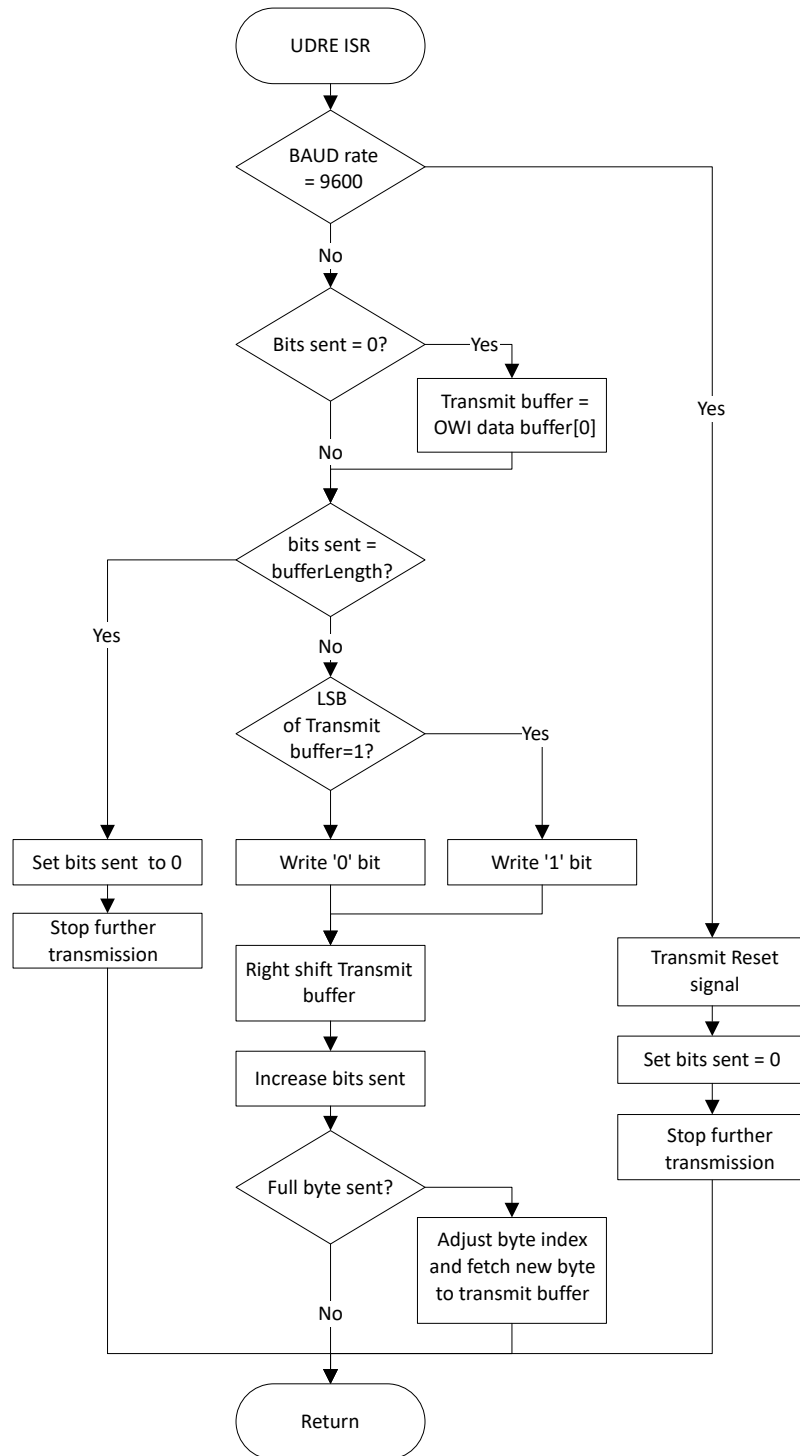 UDRE ISR
BAUD rate
= 9600
No
Bits sent = 0?
Yes
Transmit buffer =
OWI data buffer[0]
Yes
No
bits sent =
bufferLength?
Yes
No
LSB
of Transmit
buffer=1?
Yes
Set bits sent  to 0
Write '0' bit
Write '1' bit
Stop further
transmission
Right shift Transmit
buffer
Transmit Reset
signal
Increase bits sent
Set bits sent = 0
Stop further
transmission
Full byte sent?
Adjust byte index
and fetch new byte
to transmit buffer
No
Return